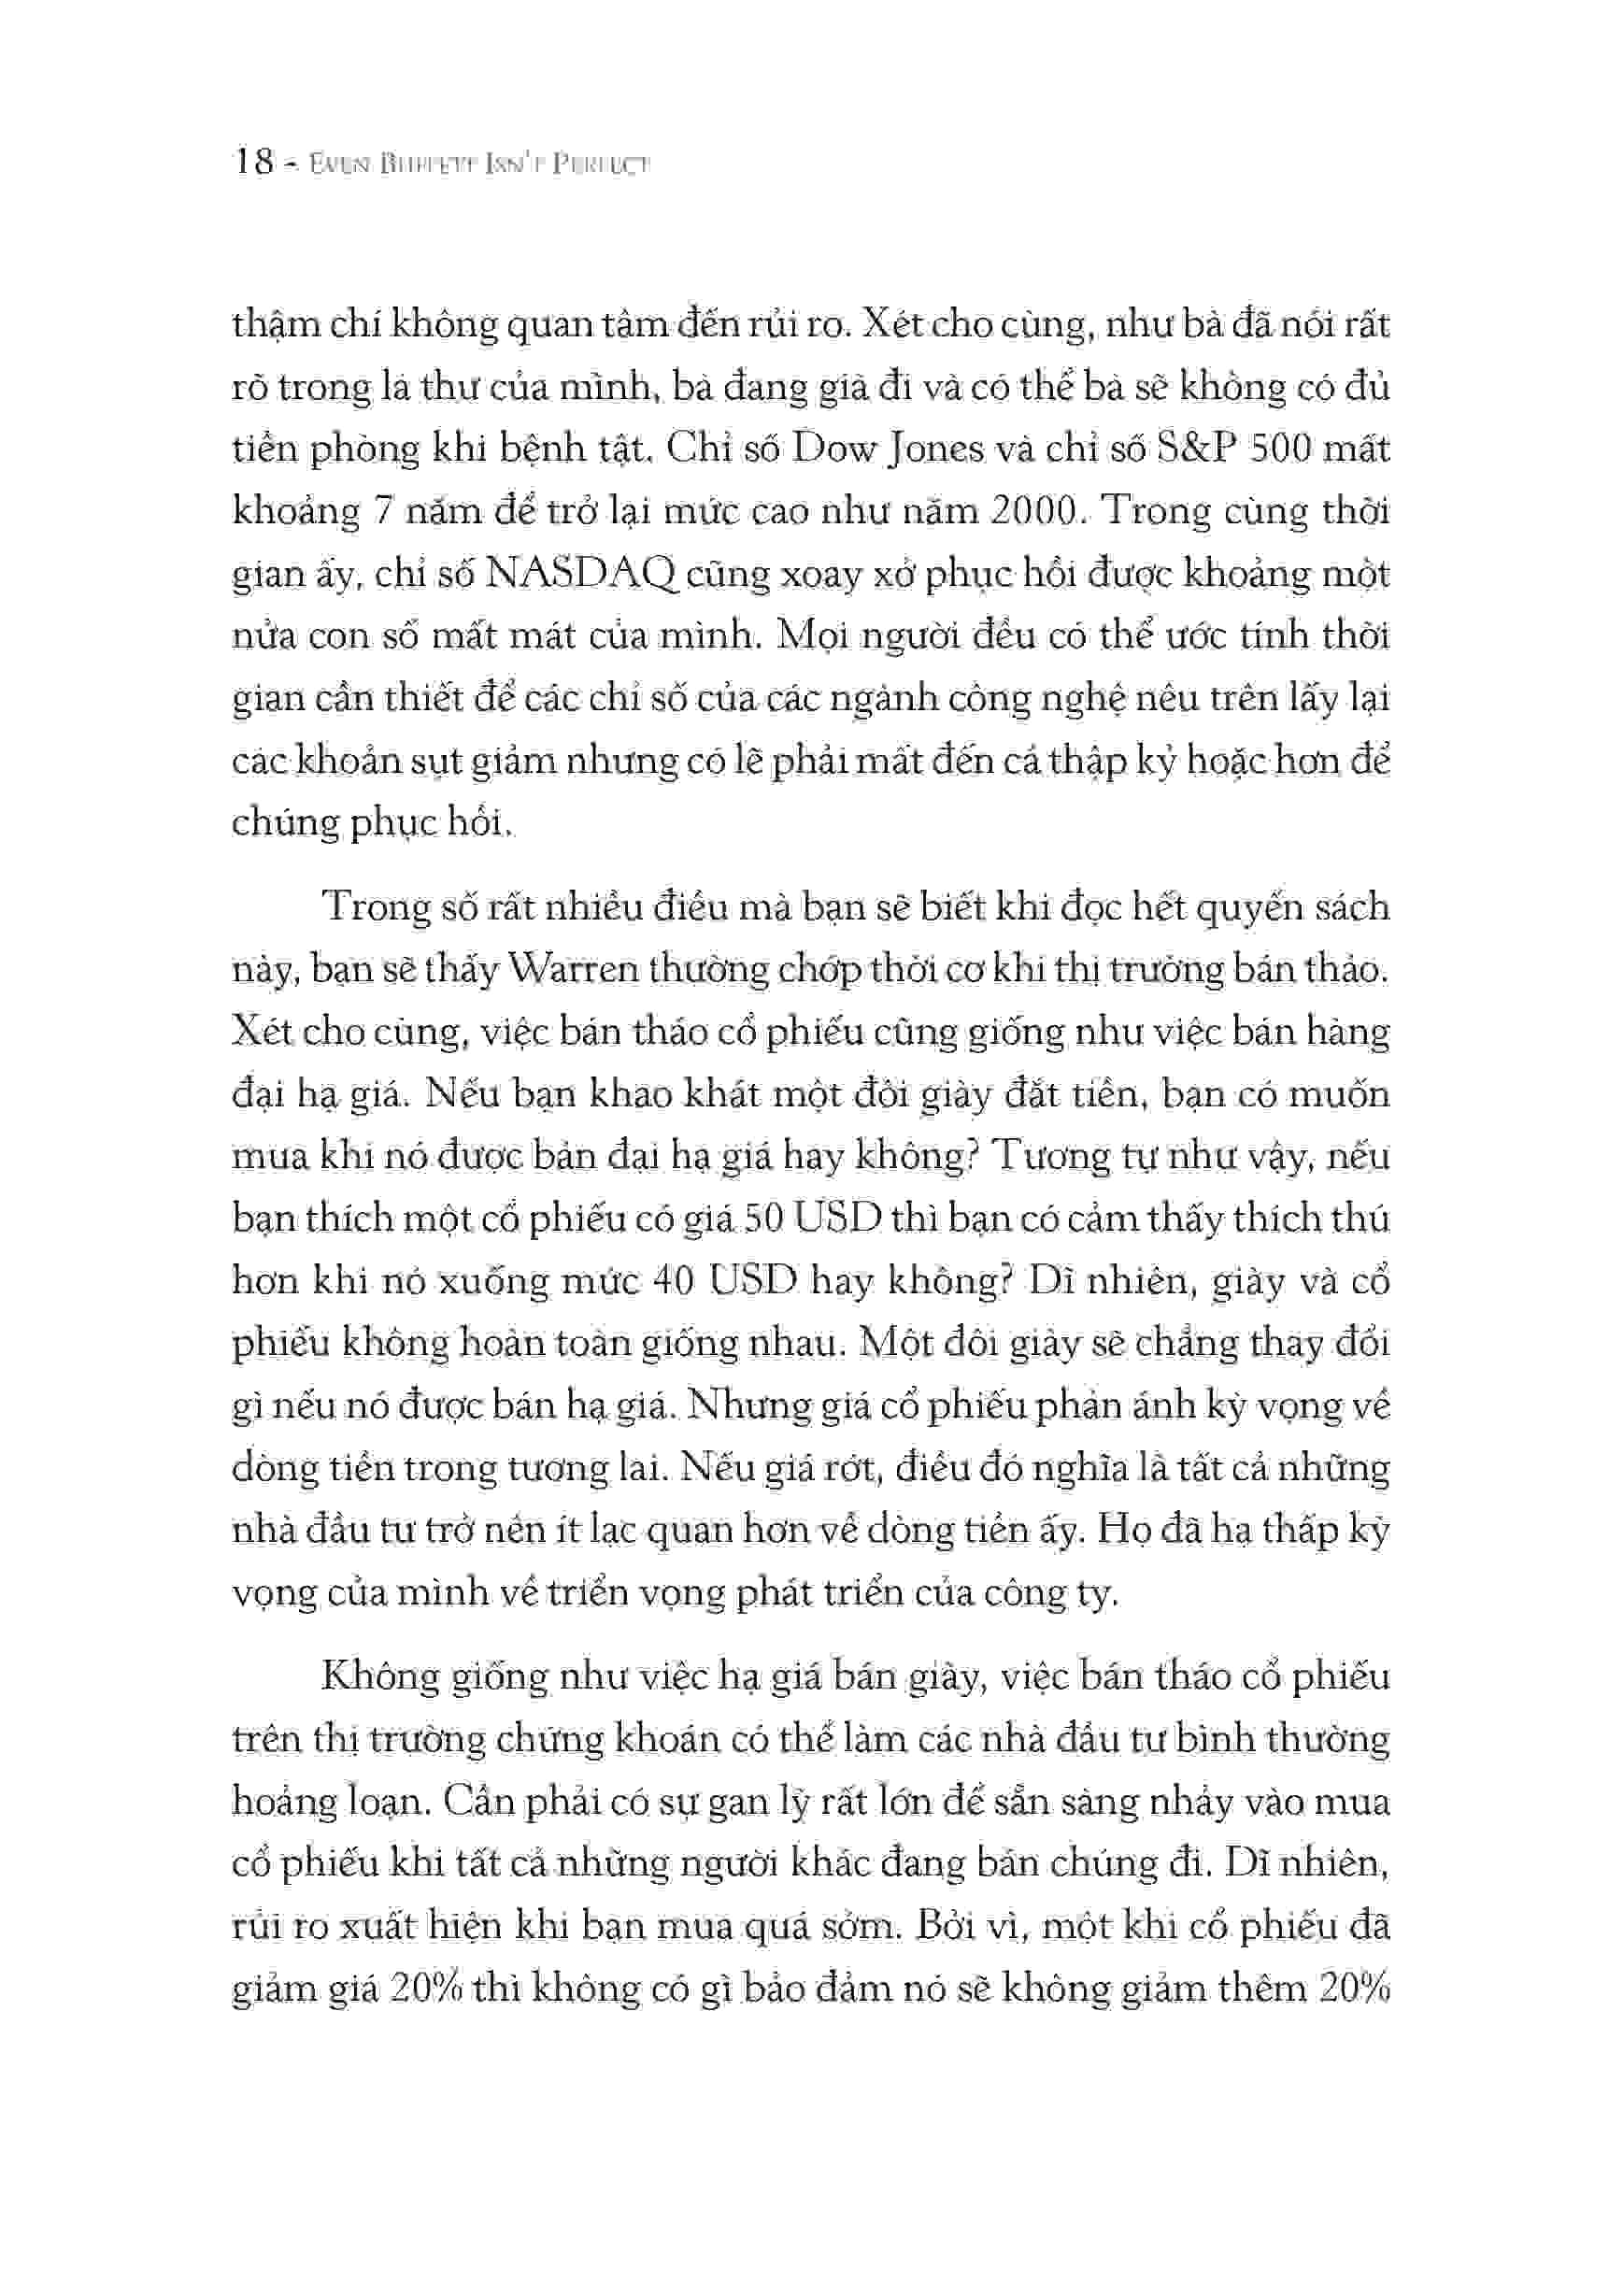 18 - EVEN BUFFETT ISN'T PERFECT
thậm chí không quan tâm đến rủi ro. Xét cho cùng, như bà đã nói rất
rõ trong lá thư của mình, bà đang già đi và có thể bà sẽ không có đủ
tiền phòng khi bệnh tật. Chỉ số Dow Jones và chỉ số S&P 500 mất
khoảng 7 năm để trở lại mức cao như năm 2000. Trong cùng thời
gian ấy, chỉ số NASDAQ cũng xoay xở phục hồi được khoảng một
nửa con số mất mát của mình. Mọi người đều có thể ước tính thời
gian cần thiết để các chỉ số của các ngành công nghệ nêu trên lấy lại
các khoản sụt giảm nhưng có lẽ phải mất đến cả thập kỷ hoặc hơn để
chúng phục hồi.
Trong số rất nhiều điều mà bạn sẽ biết khi đọc hết quyển sách
này, bạn sẽ thấy Warren thường chớp thời cơ khi thị trường bán tháo.
Xét cho cùng, việc bán tháo cổ phiếu cũng giống như việc bán hàng
đại hạ giá. Nếu bạn khao khát một đôi giày đắt tiền, bạn có muốn
mua khi nó được bán đại hạ giá hay không? Tương tự như vậy, nếu
bạn thích một cổ phiếu có giá 50 USD thì bạn có cảm thấy thích thú
hơn khi nó xuống mức 40 USD hay không? Dĩ nhiên, giày và cổ
phiếu không hoàn toàn giống nhau. Một đôi giày sẽ chẳng thay đổi
gì nếu nó được bán hạ giá. Nhưng giá cổ phiếu phản ánh kỳ vọng về
dòng tiền trong tương lai. Nếu giá rớt, điều đó nghĩa là tất cả những
nhà đầu tư trở nên ít lạc quan hơn về dòng tiền ấy. Họ đã hạ thấp kỳ
vọng của mình về triển vọng phát triển của công ty.
Không giống như việc hạ giá bán giày, việc bán tháo cổ phiếu
trên thị trường chứng khoán có thể làm các nhà đầu tư bình thường
hoảng loạn. Cần phải có sự gan lỳ rất lớn để sẵn sàng nhảy vào mua
cổ phiếu khi tất cả những người khác đang bán chúng đi. Dĩ nhiên,
rủi ro xuất hiện khi bạn mua quá sớm. Bởi vì, một khi cổ phiếu đã
giảm giá 20% thì không có gì bảo đảm nó sẽ không giảm thêm 20%